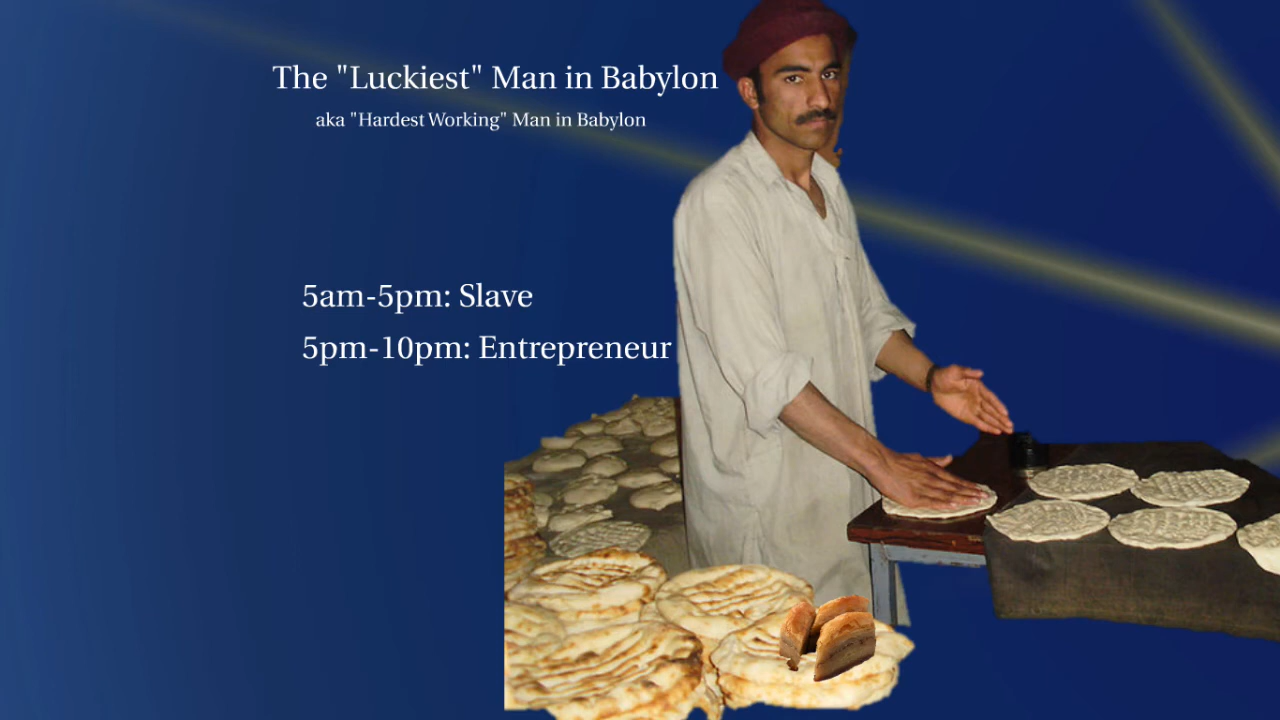 The "Luckiest" Man in Babylon
aka "Hardest Working" Man in Babylon
5am-5pm: Slave
5pm-10pm: Entrepreneur